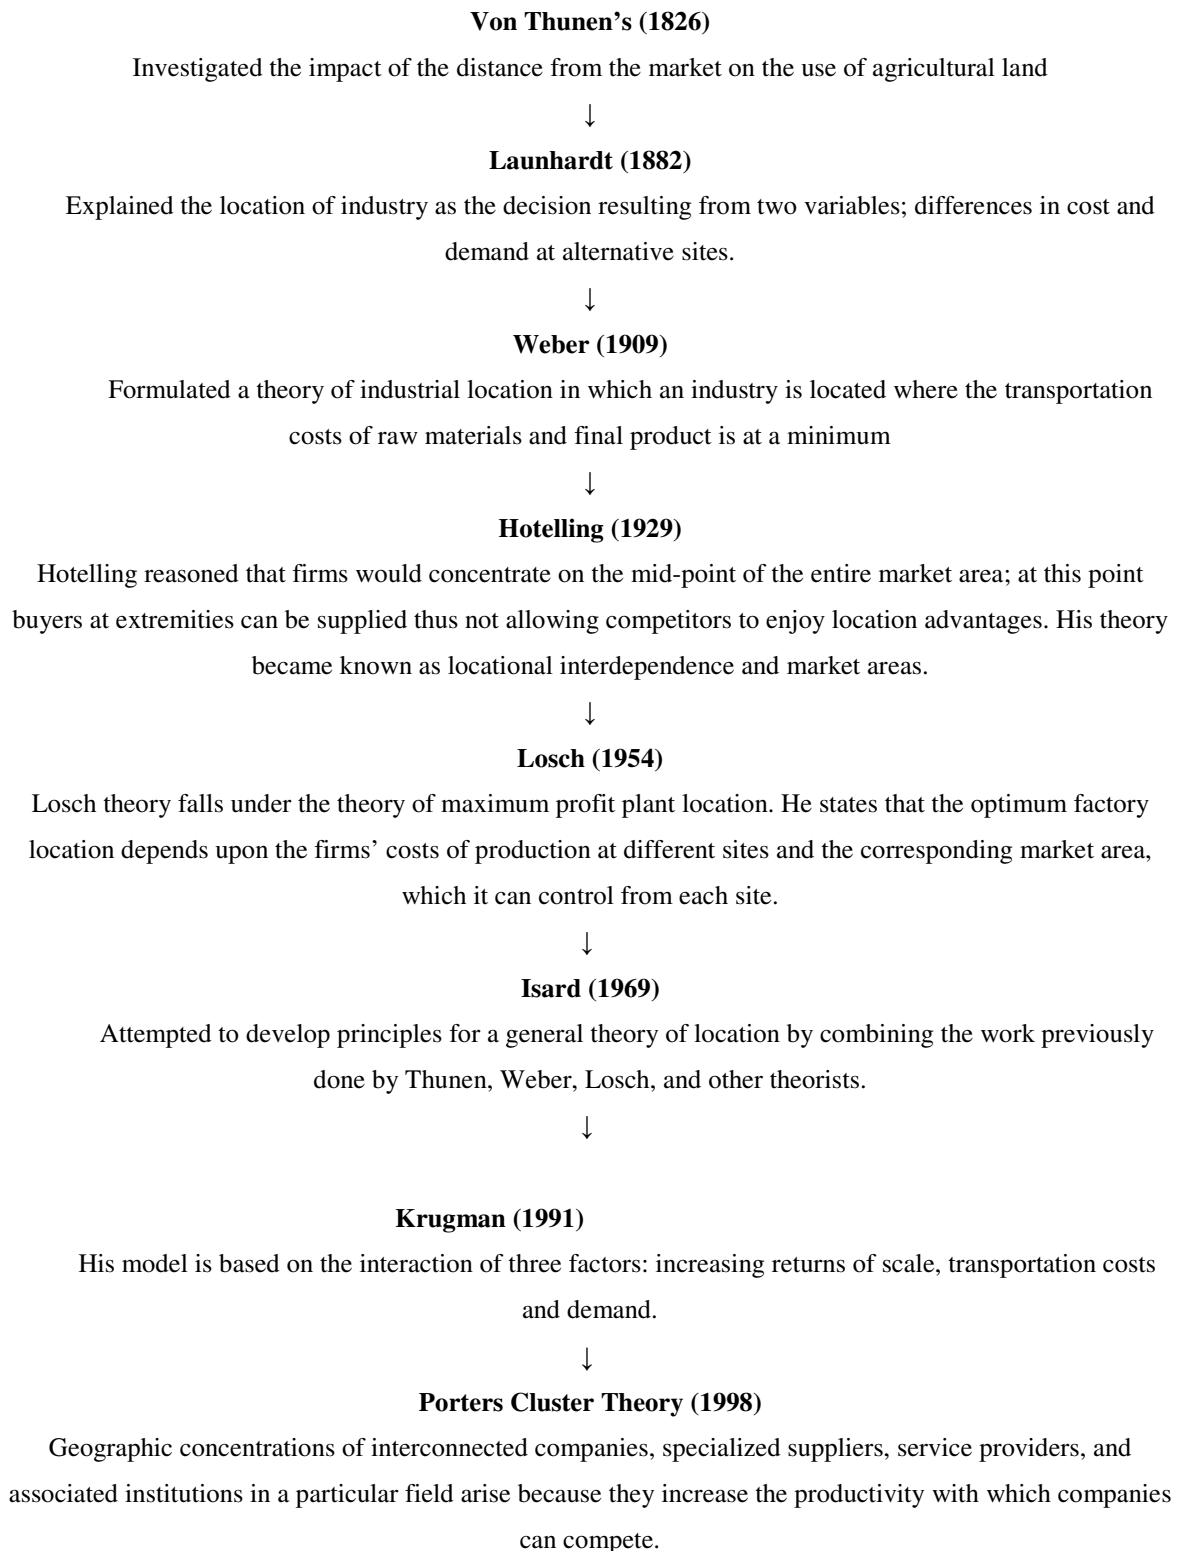 Von Thunen’s (1826)
Investigated the impact of the distance from the market on the use of agricultural land
↓
Launhardt (1882)
Explained the location of industry as the decision resulting from two variables; differences in cost and
demand at alternative sites.
↓
Weber (1909)
Formulated a theory of industrial location in which an industry is located where the transportation
costs of raw materials and final product is at a minimum
↓
Hotelling (1929)
Hotelling reasoned that firms would concentrate on the mid-point of the entire market area; at this point
buyers at extremities can be supplied thus not allowing competitors to enjoy location advantages. His theory
became known as locational interdependence and market areas.
↓
Losch (1954)
Losch theory falls under the theory of maximum profit plant location. He states that the optimum factory
location depends upon the firms’ costs of production at different sites and the corresponding market area,
which it can control from each site.
↓
Isard (1969)
Attempted to develop principles for a general theory of location by combining the work previously
done by Thunen, Weber, Losch, and other theorists.
↓
Krugman (1991)
His model is based on the interaction of three factors: increasing returns of scale, transportation costs
and demand.
↓
Porters Cluster Theory (1998)
Geographic concentrations of interconnected companies, specialized suppliers, service providers, and
associated institutions in a particular field arise because they increase the productivity with which companies
can compete.